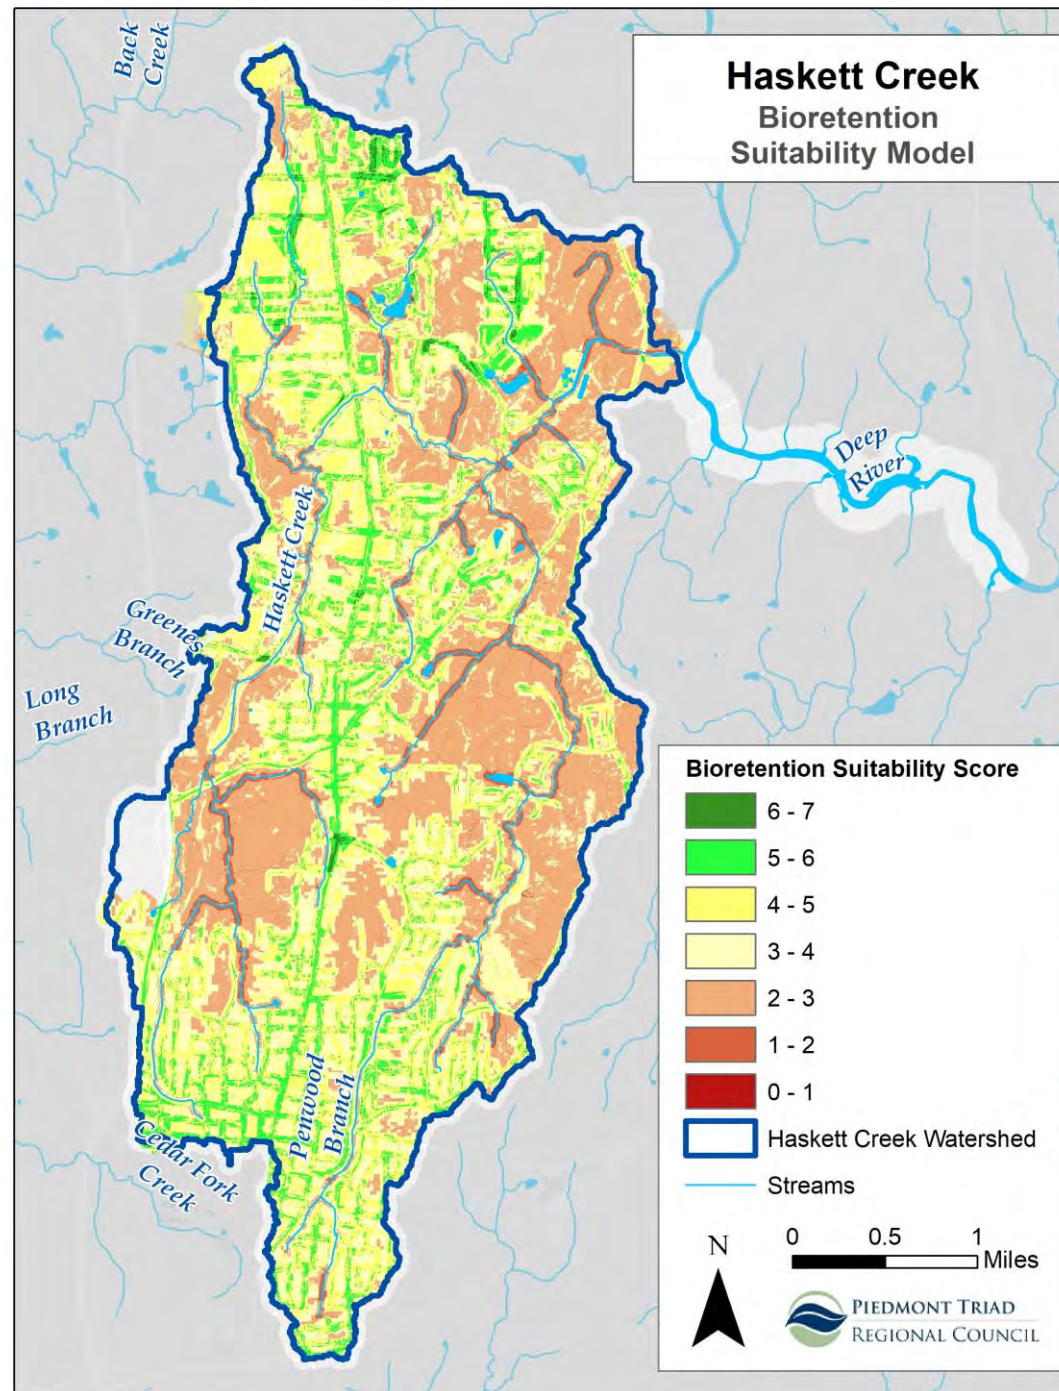 Haskett Creek
Bioretention
Suitability Model
Back
Creek
Deep
River
Haskett Creek
Greenes
Branch
Long
Branch
Penwood
Branch
Cedar Fork
Creek
Bioretention Suitability Score
6 - 7
5 - 6
4 - 5
3 - 4
2 - 3
1 - 2
0 - 1
Haskett Creek Watershed
Streams
N
0 0.5 1
Miles
PIEDMONT TRIAD
REGIONAL COUNCIL